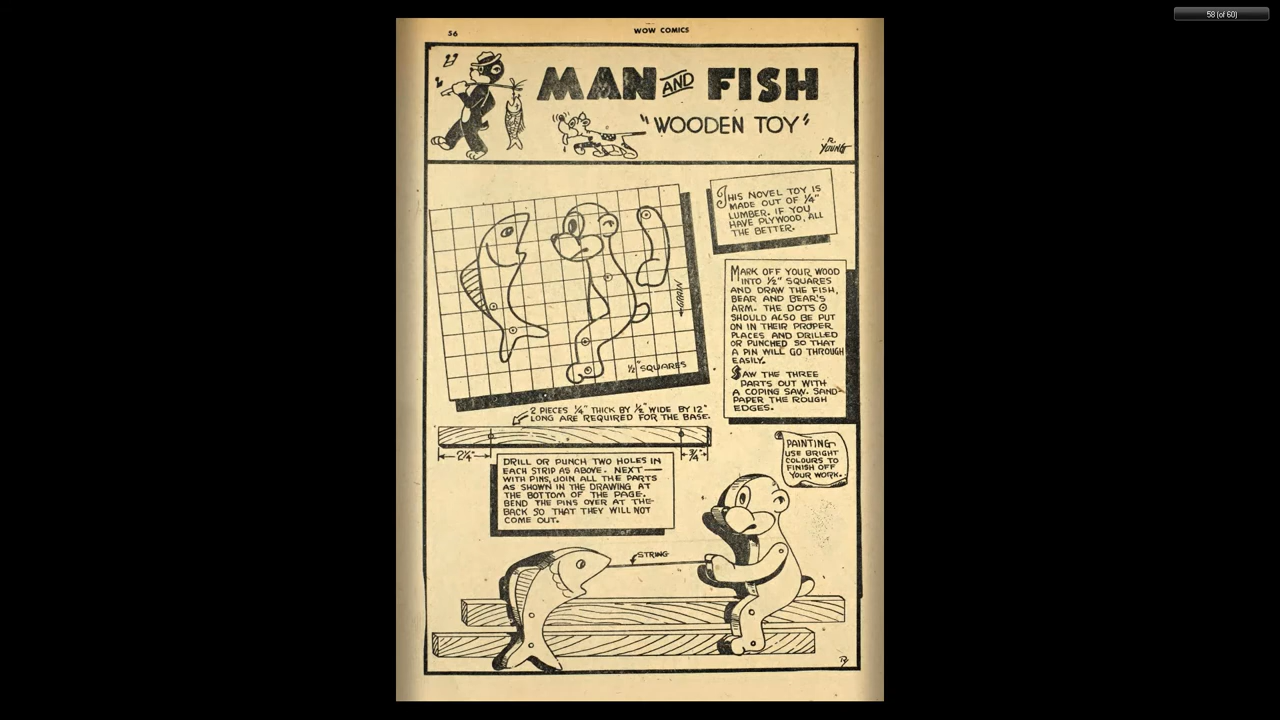 58 (of 60)
56
WOW COMICS
MAN AND FISH
"WOODEN TOY"
R. YOUNG
THIS NOVEL TOY IS
MADE OUT OF 1/4"
LUMBER. IF YOU
HAVE PLYWOOD, ALL
THE BETTER.
MARK OFF YOUR WOOD
INTO 1/2" SQUARES
AND DRAW THE FISH,
BEAR AND BEAR'S
ARM. THE DOTS ⊙
SHOULD ALSO BE PUT
ON IN THEIR PROPER
PLACES AND DRILLED
OR PUNCHED SO THAT
A PIN WILL GO THROUGH
EASILY.
SAW THE THREE
PARTS OUT WITH
A COPING SAW. SAND-
PAPER THE ROUGH
EDGES.
GRAIN
1/2" SQUARES
2 PIECES 1/4" THICK BY 1/2" WIDE BY 12"
LONG ARE REQUIRED FOR THE BASE.
2 1/4"
3/4"
DRILL OR PUNCH TWO HOLES IN
EACH STRIP AS ABOVE. NEXT —
WITH PINS, JOIN ALL THE PARTS
AS SHOWN IN THE DRAWING AT
THE BOTTOM OF THE PAGE.
BEND THE PINS OVER AT THE
BACK SO THAT THEY WILL NOT
COME OUT.
PAINTING
USE BRIGHT
COLOURS TO
FINISH OFF
YOUR WORK.
STRING